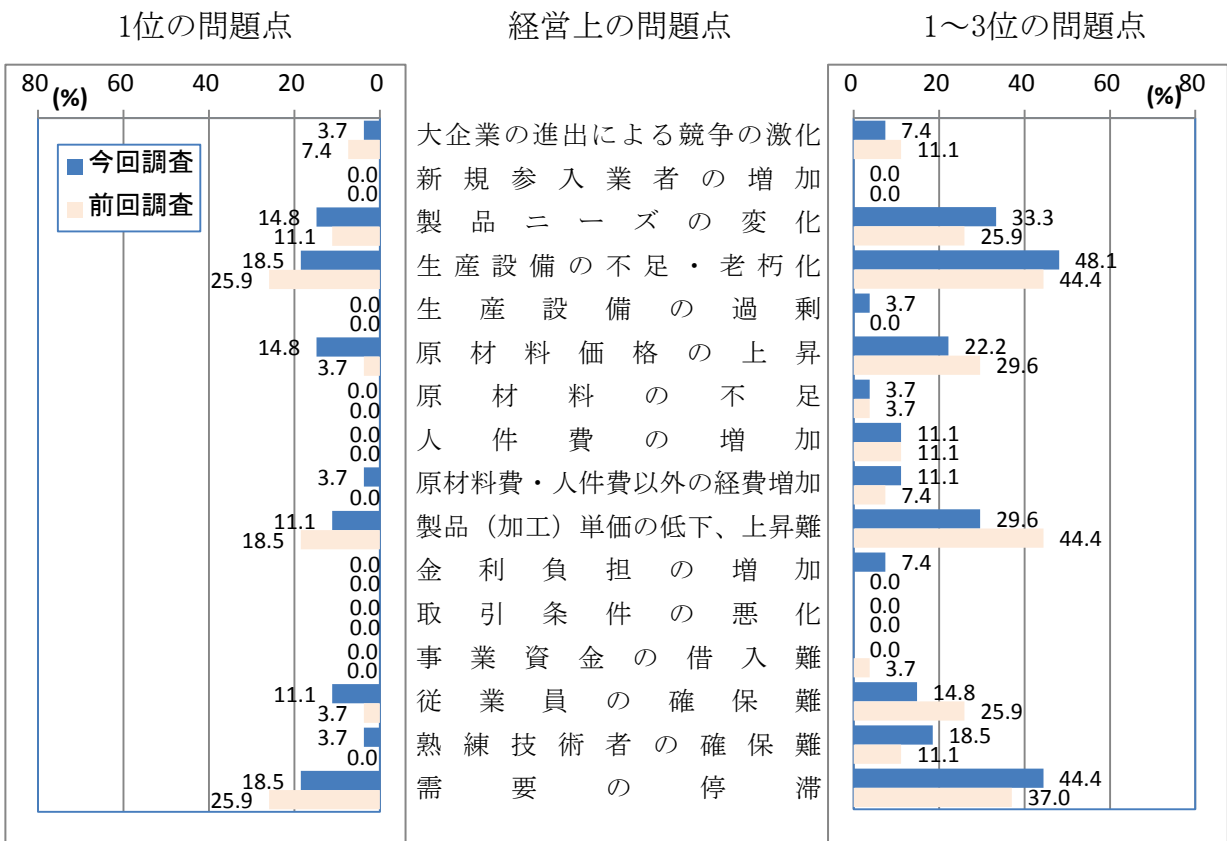 1位の問題点 経営上の問題点 1～3位の問題点
80 60 40 20 0 0 20 40 60 80
(%) (%)
今回調査
前回調査
3.7 大企業の進出による競争の激化 7.4
7.4 11.1
0.0 新規参入業者の増加 0.0
0.0 0.0
14.8 製品ニーズの変化 33.3
11.1 25.9
18.5 生産設備の不足・老朽化 48.1
25.9 44.4
0.0 生産設備の過剰 3.7
0.0 0.0
14.8 原材料価格の上昇 22.2
3.7 29.6
0.0 原材料の不足 3.7
0.0 3.7
0.0 人件費の増加 11.1
0.0 11.1
3.7 原材料費・人件費以外の経費増加 11.1
0.0 7.4
11.1 製品（加工）単価の低下、上昇難 29.6
18.5 44.4
0.0 金利負担の増加 7.4
0.0 0.0
0.0 取引条件の悪化 0.0
0.0 0.0
0.0 事業資金の借入難 0.0
0.0 3.7
11.1 従業員の確保難 14.8
3.7 25.9
3.7 熟練技術者の確保難 18.5
0.0 11.1
18.5 需要の停滞 44.4
25.9 37.0